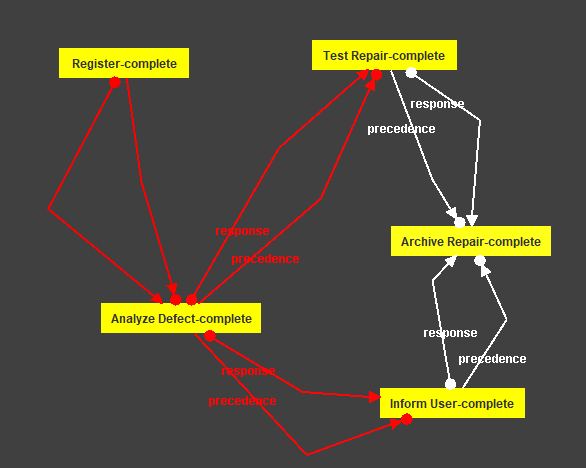 Register-complete
Test Repair-complete
response
precedence
Archive Repair-complete
response
precedence
Analyze Defect-complete
response
precedence
response
precedence
Inform User-complete